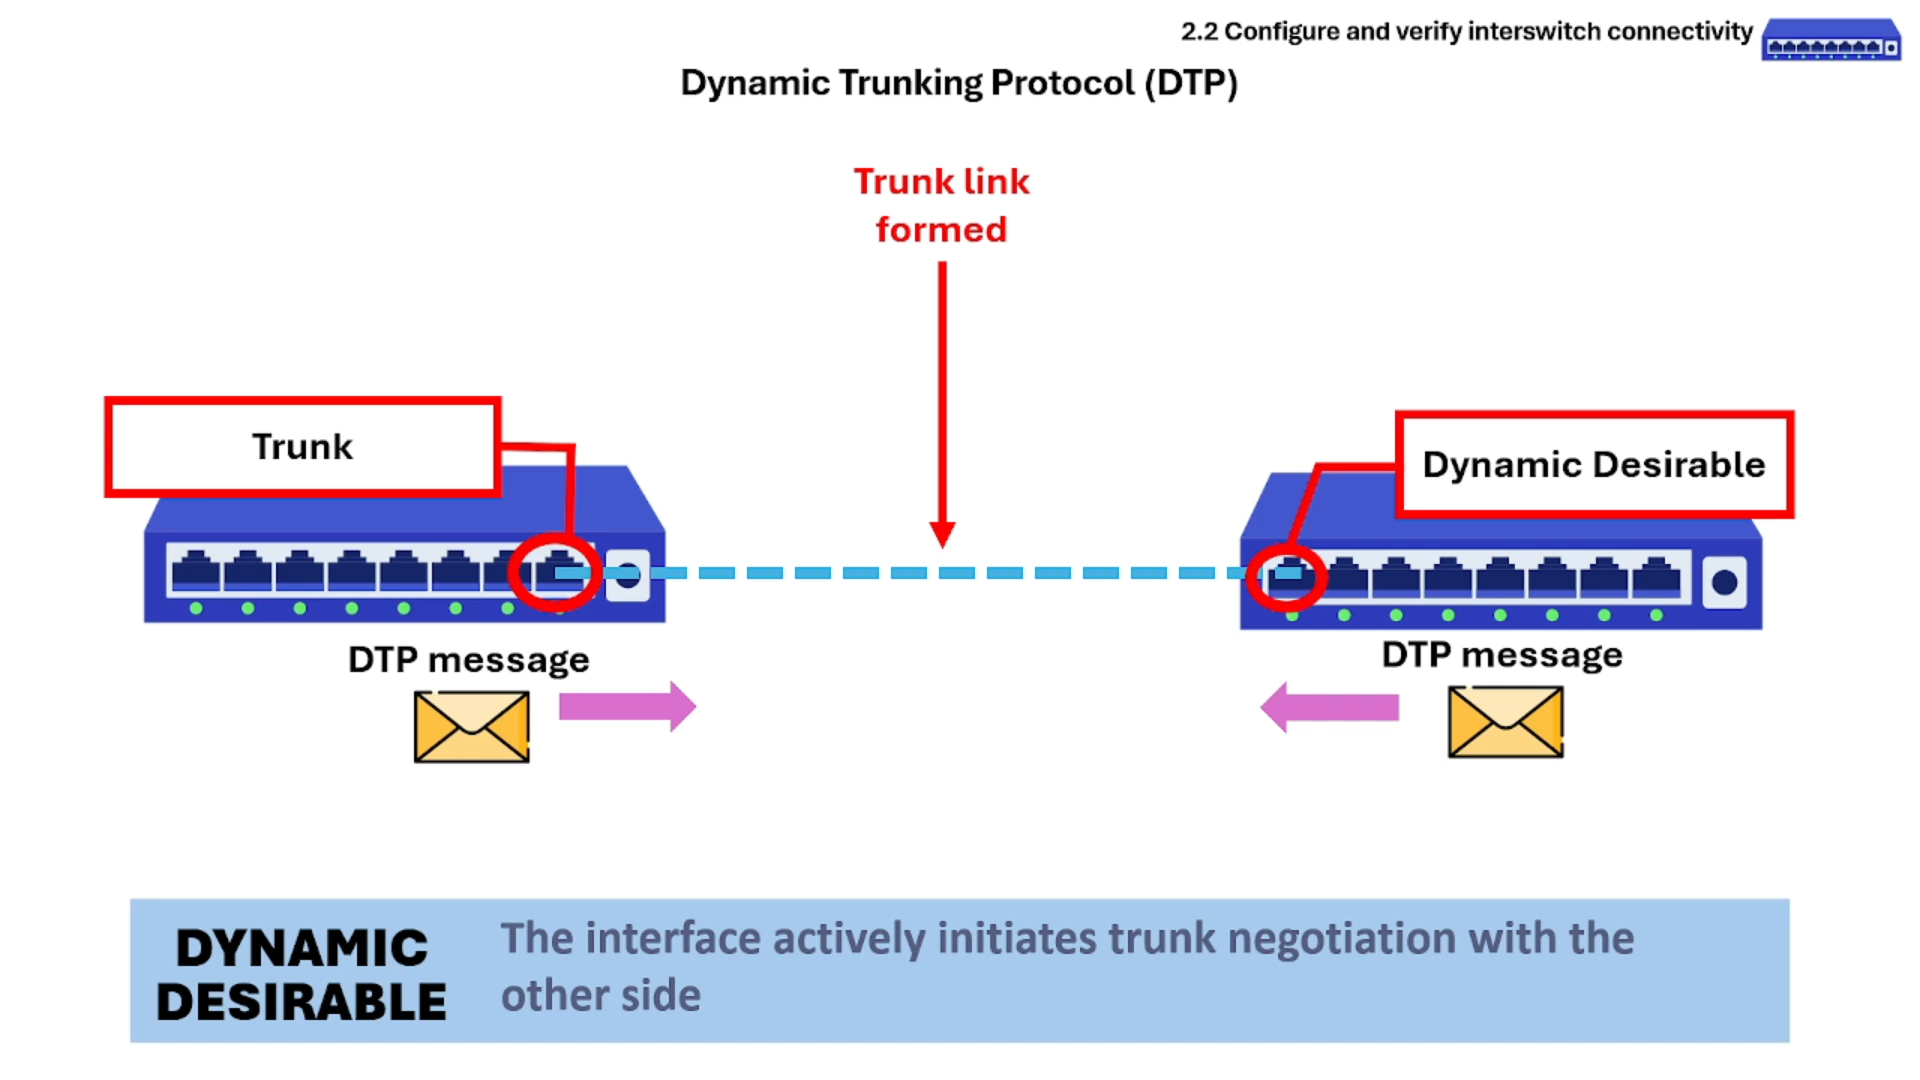 2.2 Configure and verify interswitch connectivity
Dynamic Trunking Protocol (DTP)
Trunk link
formed
Trunk
Dynamic Desirable
DTP message
DTP message
DYNAMIC
DESIRABLE
The interface actively initiates trunk negotiation with the
other side